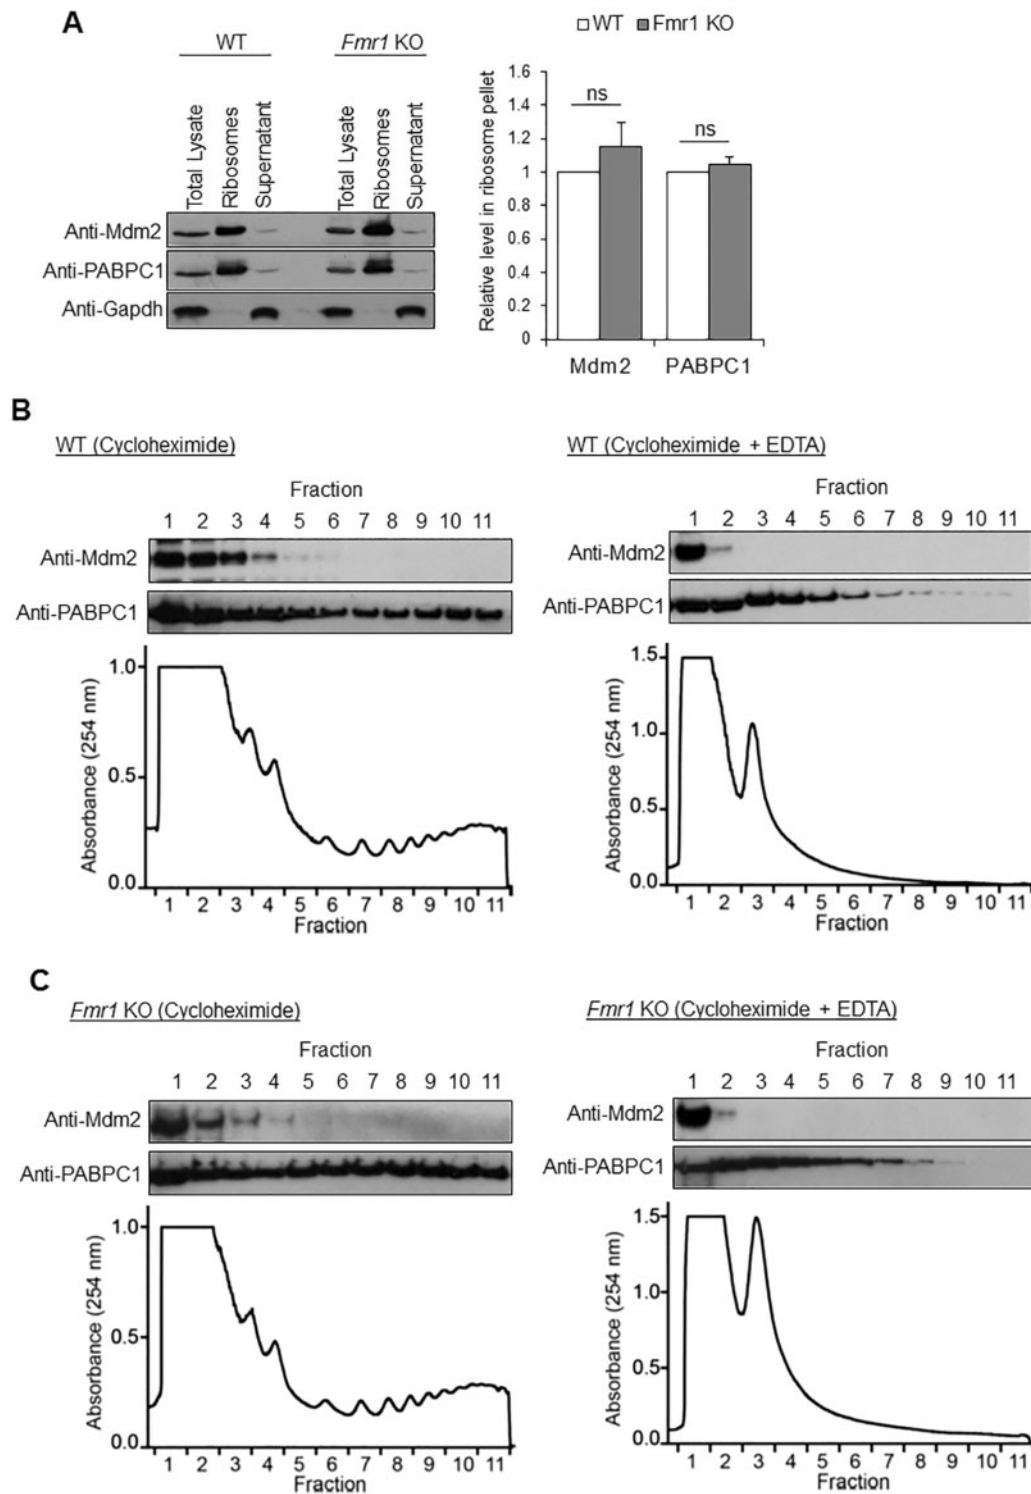 A
WT
Fmr1 KO
Total Lysate
Ribosomes
Supernatant
Total Lysate
Ribosomes
Supernatant
Anti-Mdm2
Anti-PABPC1
Anti-Gapdh
WT Fmr1 KO
Relative level in ribosome pellet
1.6
1.4
1.2
1
0.8
0.6
0.4
0.2
0
ns
ns
Mdm2 PABPC1
B
WT (Cycloheximide)
Fraction
1 2 3 4 5 6 7 8 9 10 11
Anti-Mdm2
Anti-PABPC1
Absorbance (254 nm)
1.0
0.5
0.0
1 2 3 4 5 6 7 8 9 10 11
Fraction
WT (Cycloheximide + EDTA)
Fraction
1 2 3 4 5 6 7 8 9 10 11
Anti-Mdm2
Anti-PABPC1
Absorbance (254 nm)
1.5
1.0
0.5
0.0
1 2 3 4 5 6 7 8 9 10 11
Fraction
C
Fmr1 KO (Cycloheximide)
Fraction
1 2 3 4 5 6 7 8 9 10 11
Anti-Mdm2
Anti-PABPC1
Absorbance (254 nm)
1.0
0.5
0.0
1 2 3 4 5 6 7 8 9 10 11
Fraction
Fmr1 KO (Cycloheximide + EDTA)
Fraction
1 2 3 4 5 6 7 8 9 10 11
Anti-Mdm2
Anti-PABPC1
Absorbance (254 nm)
1.5
1.0
0.5
0.0
1 2 3 4 5 6 7 8 9 10 11
Fraction